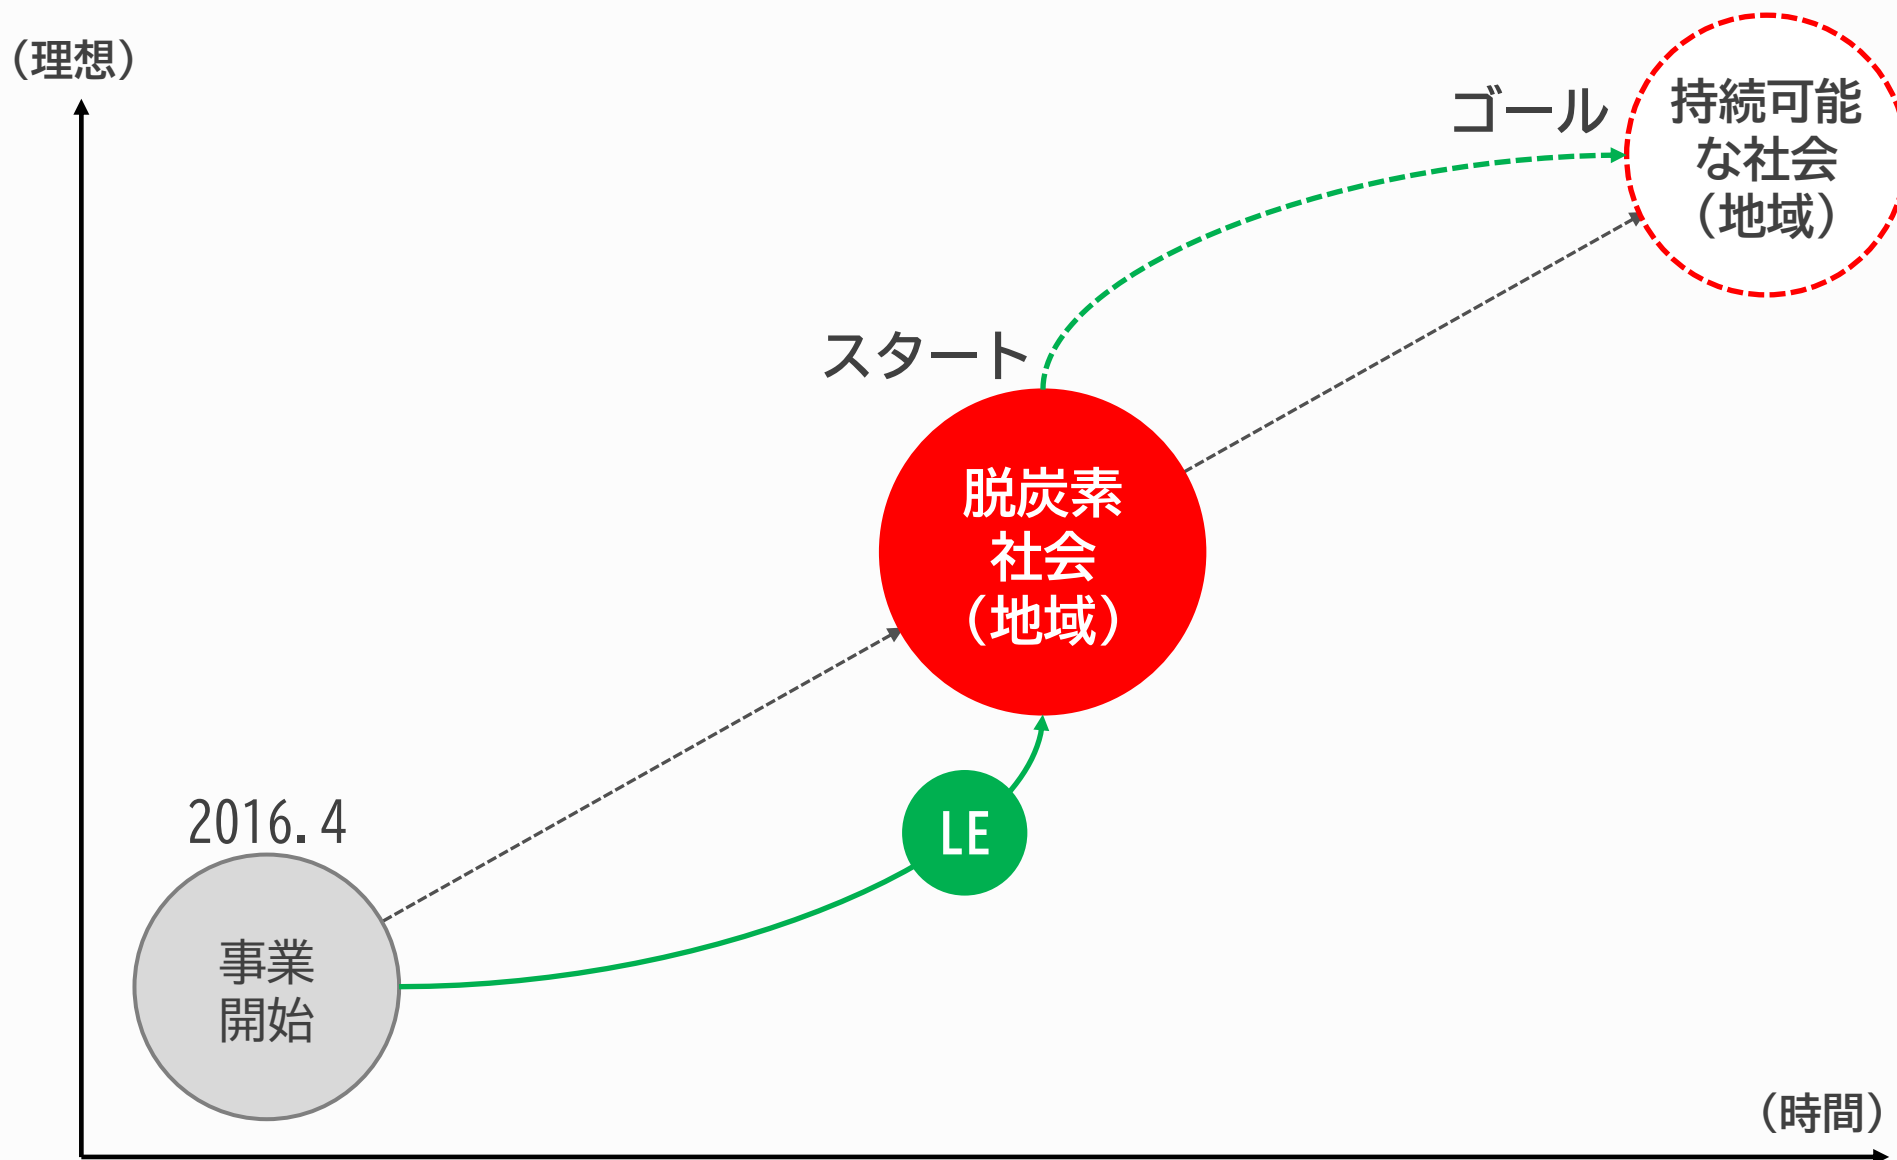 （理想）
ゴール
持続可能
な社会
（地域）
スタート
脱炭素
社会
（地域）
2016.4
LE
事業
開始
（時間）